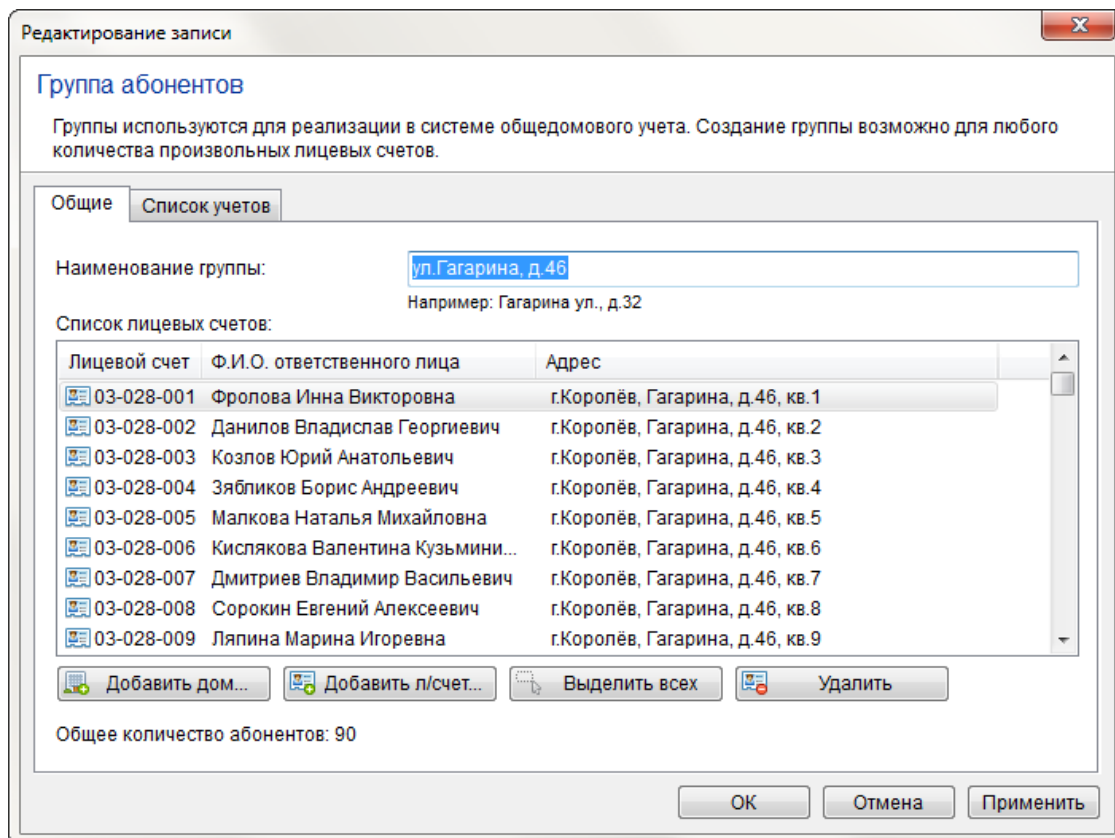 Редактирование записи
Группа абонентов
Группы используются для реализации в системе общедомового учета. Создание группы возможно для любого
количества произвольных лицевых счетов.
Общие Список учетов
Наименование группы: ул.Гагарина, д.46
Например: Гагарина ул., д.32
Список лицевых счетов:
Лицевой счет Ф.И.О. ответственного лица Адрес
03-028-001 Фролова Инна Викторовна г.Королёв, Гагарина, д.46, кв.1
03-028-002 Данилов Владислав Георгиевич г.Королёв, Гагарина, д.46, кв.2
03-028-003 Козлов Юрий Анатольевич г.Королёв, Гагарина, д.46, кв.3
03-028-004 Зябликов Борис Андреевич г.Королёв, Гагарина, д.46, кв.4
03-028-005 Малкова Наталья Михайловна г.Королёв, Гагарина, д.46, кв.5
03-028-006 Кислякова Валентина Кузьмини... г.Королёв, Гагарина, д.46, кв.6
03-028-007 Дмитриев Владимир Васильевич г.Королёв, Гагарина, д.46, кв.7
03-028-008 Сорокин Евгений Алексеевич г.Королёв, Гагарина, д.46, кв.8
03-028-009 Ляпина Марина Игоревна г.Королёв, Гагарина, д.46, кв.9
Добавить дом... Добавить л/счет... Выделить всех Удалить
Общее количество абонентов: 90
ОК Отмена Применить